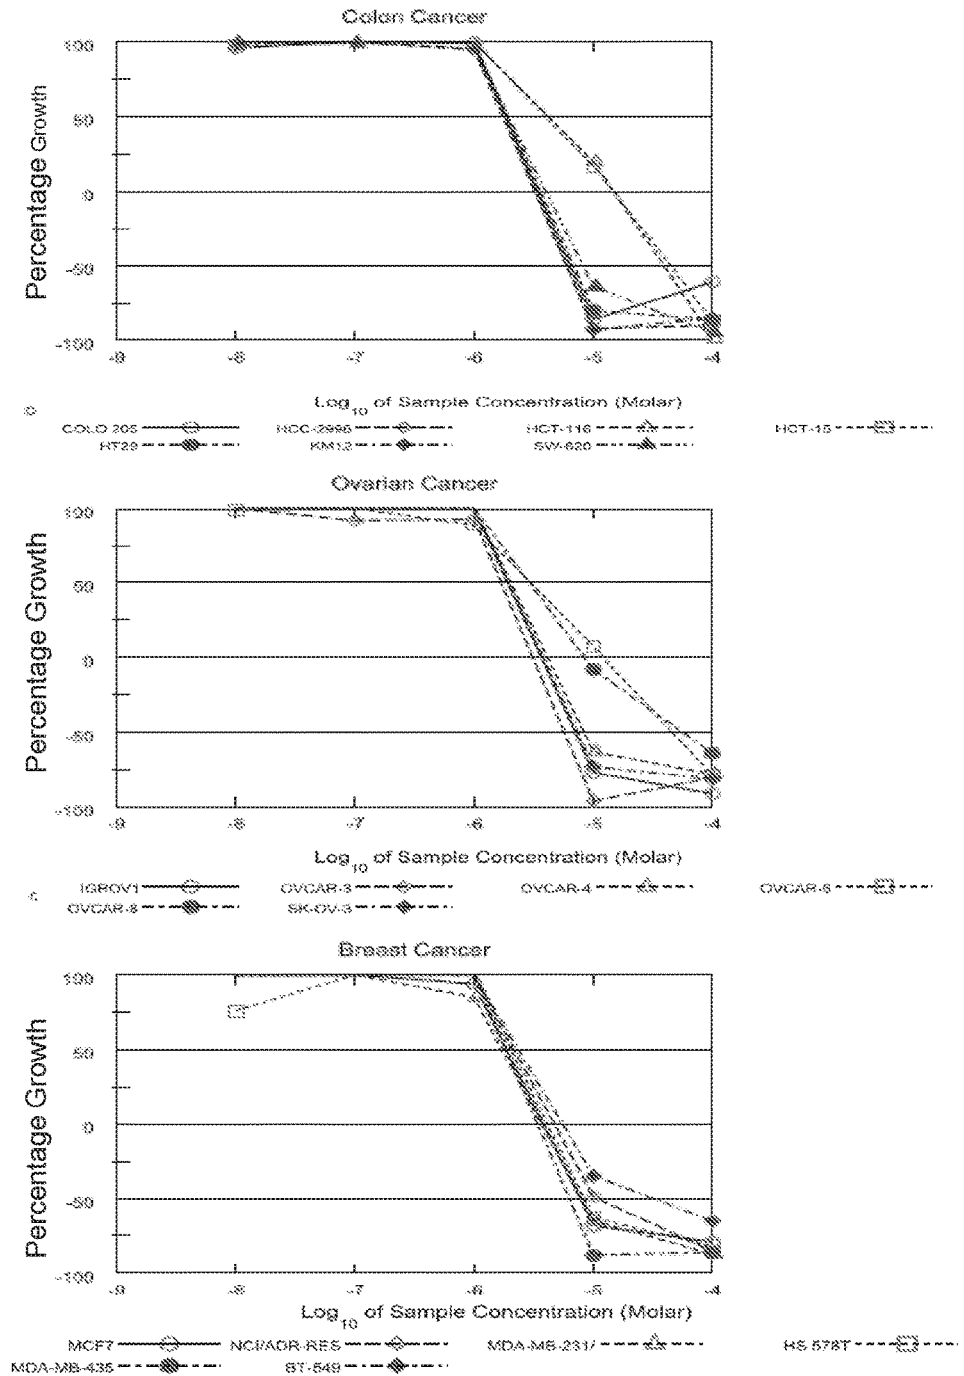 Colon Cancer
100
50
0
-50
-100
Percentage Growth
-9 -8 -7 -6 -5 -4
Log10 of Sample Concentration (Molar)
COLO 205 HCC-2998 HCT-116 HCT-15
HT29 KM12 SW-620
Ovarian Cancer
100
50
0
-50
-100
Percentage Growth
-9 -8 -7 -6 -5 -4
Log10 of Sample Concentration (Molar)
IGROV1 OVCAR-3 OVCAR-4 OVCAR-5
OVCAR-8 SK-OV-3
Breast Cancer
100
50
0
-50
-100
Percentage Growth
-9 -8 -7 -6 -5 -4
Log10 of Sample Concentration (Molar)
MCF7 NCI/ADR-RES MDA-MB-231/ HS 578T
MDA-MB-435 BT-549